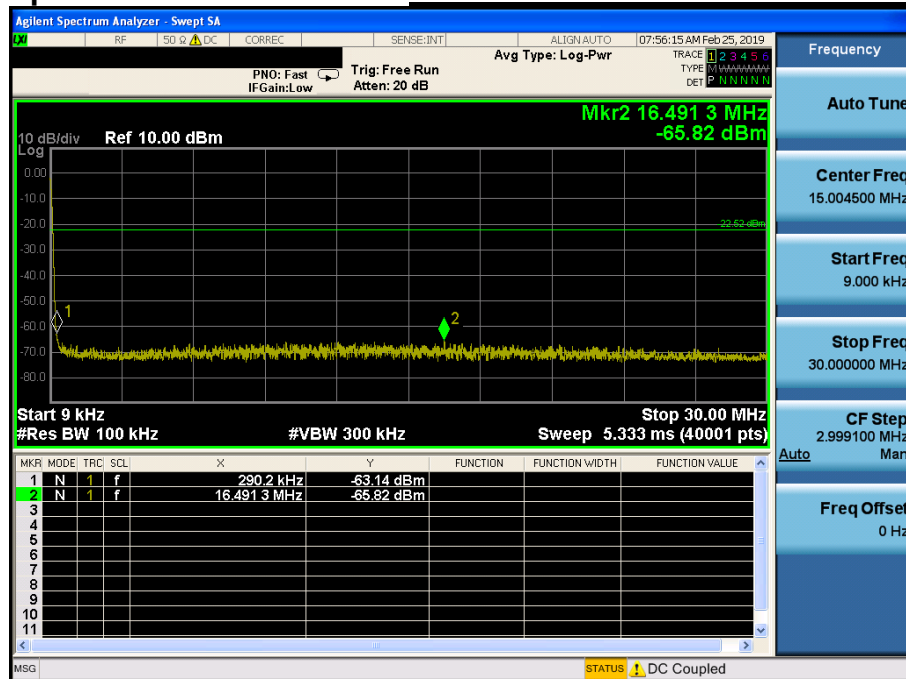 Agilent Spectrum Analyzer - Swept SA
LXI RF 50 Ω DC CORREC SENSE:INT ALIGN AUTO 07:56:15 AM Feb 25, 2019
Frequency
Avg Type: Log-Pwr
TRACE 1 2 3 4 5 6
PNO: Fast Trig: Free Run
TYPE M WWWWW
IFGain:Low Atten: 20 dB
DET P N N N N N
Auto Tune
Mkr2 16.491 3 MHz
-65.82 dBm
10 dB/div Ref 10.00 dBm
Log
0.00
-10.0
-20.0
-30.0
-40.0
-50.0
-60.0
-70.0
-80.0
-22.52 dBm
1
2
Center Freq
15.004500 MHz
Start Freq
9.000 kHz
Stop Freq
30.000000 MHz
Start 9 kHz Stop 30.00 MHz
#Res BW 100 kHz #VBW 300 kHz Sweep 5.333 ms (40001 pts)
CF Step
2.999100 MHz
Auto Man
MKR MODE TRC SCL X Y FUNCTION FUNCTION WIDTH FUNCTION VALUE
1 N 1 f 290.2 kHz -63.14 dBm
2 N 1 f 16.491 3 MHz -65.82 dBm
3
4
5
6
7
8
9
10
11
Freq Offset
0 Hz
MSG STATUS DC Coupled